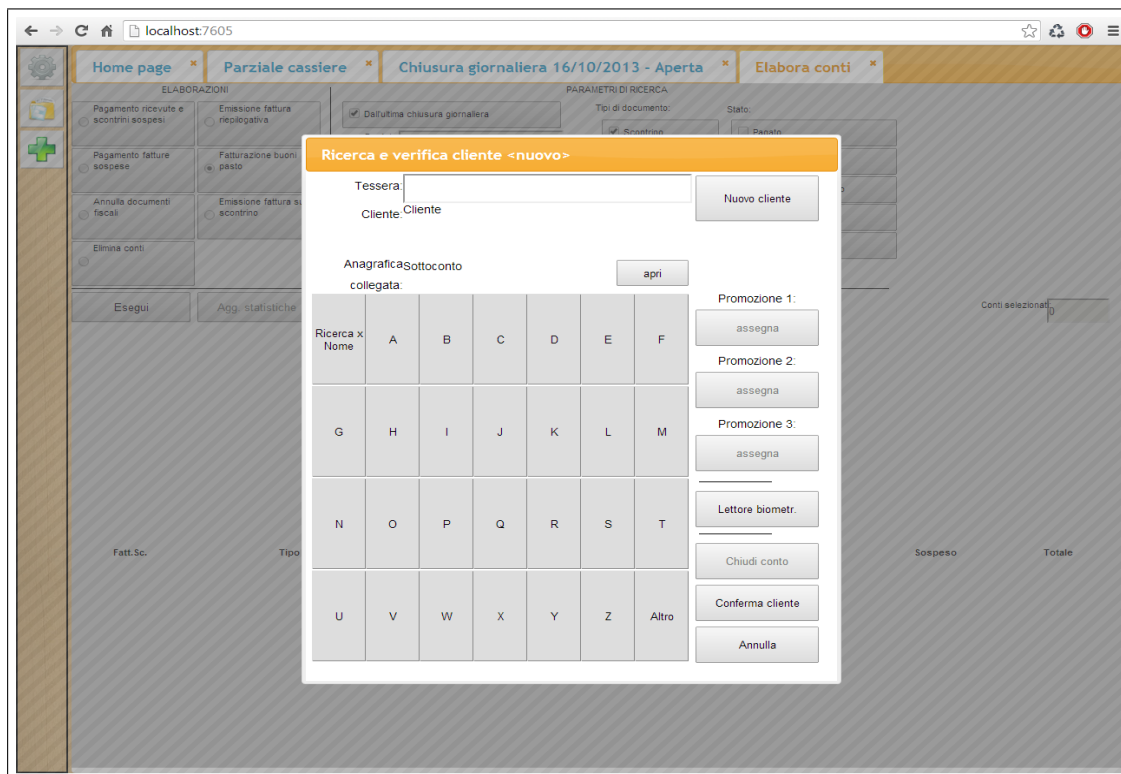 localhost:7605
Home page
Parziale cassiere
Chiusura giornaliera 16/10/2013 - Aperta
Elabora conti
ELABORAZIONI
PARAMETRI DI RICERCA
Pagamento ricevute e scontrini sospesi
Emissione fattura riepilogativa
Dall'ultima chiusura giornaliera
Tipi di documento:
Stato:
Scontrino
Pagato
Pagamento fatture sospese
Fatturazione buoni pasto
Annulla documenti fiscali
Emissione fattura su scontrino
Elimina conti
Esegui
Agg. statistiche
Conti selezionati:
0
Fatt.Sc.
Tipo
Sospeso
Totale
Ricerca e verifica cliente <nuovo>
Tessera:
Nuovo cliente
Cliente:
Cliente
Anagrafica collegata:
Sottoconto
apri
Ricerca x Nome
A
B
C
D
E
F
G
H
I
J
K
L
M
N
O
P
Q
R
S
T
U
V
W
X
Y
Z
Altro
Promozione 1:
assegna
Promozione 2:
assegna
Promozione 3:
assegna
Lettore biometr.
Chiudi conto
Conferma cliente
Annulla